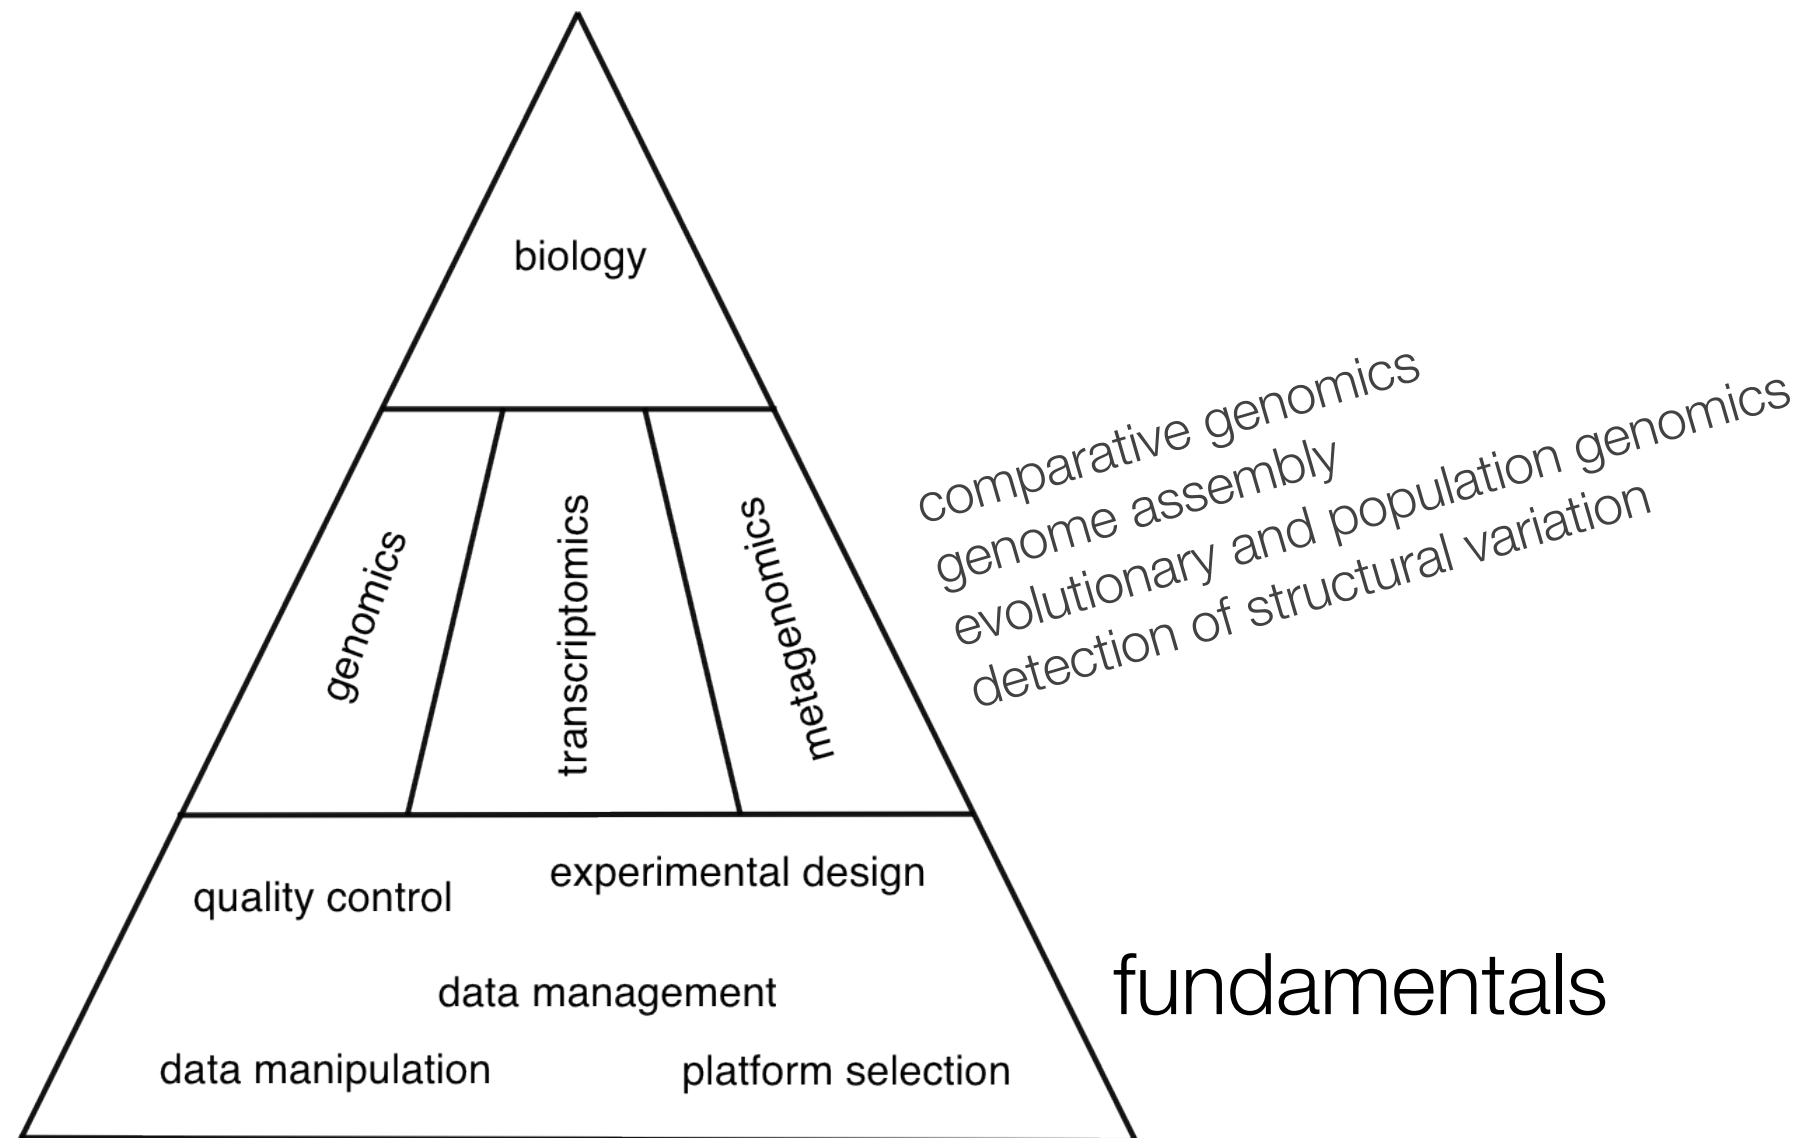 biology
genomics
transcriptomics
metagenomics
comparative genomics
genome assembly
evolutionary and population genomics
detection of structural variation
quality control
experimental design
data management
data manipulation
platform selection
fundamentals